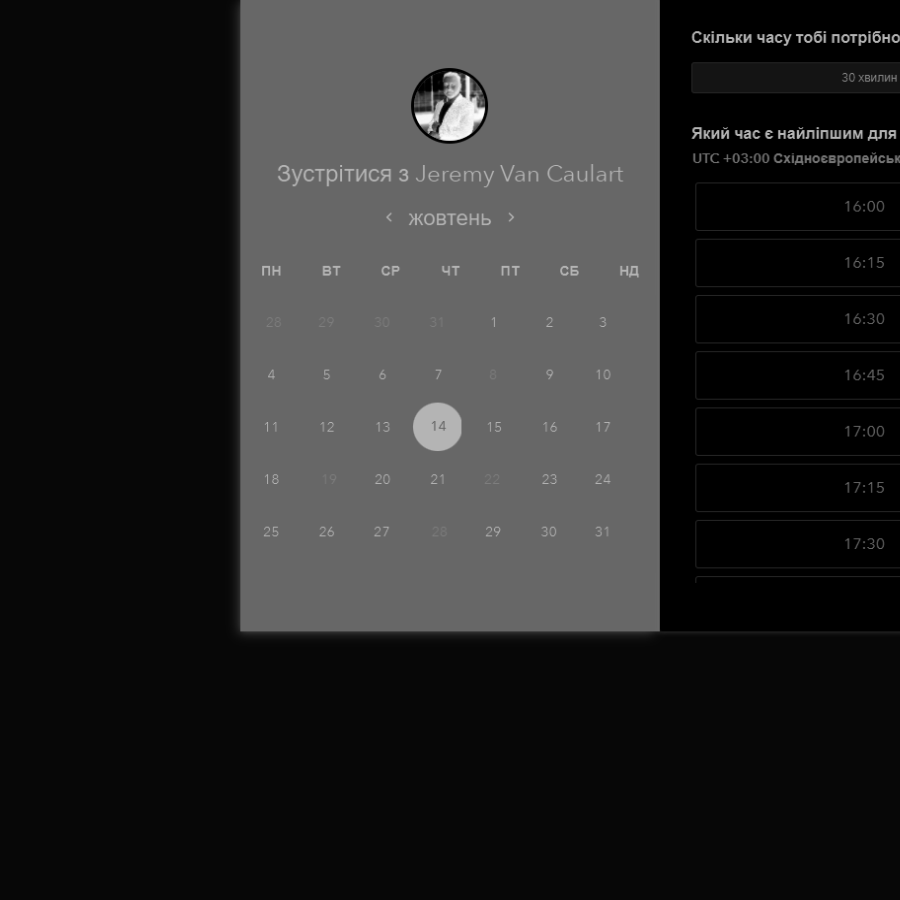 Зустрітися з Jeremy Van Caulart
жовтень
ПН ВТ СР ЧТ ПТ СБ НД
28 29 30 31 1 2 3
4 5 6 7 8 9 10
11 12 13 14 15 16 17
18 19 20 21 22 23 24
25 26 27 28 29 30 31
Скільки часу тобі потрібно
30 хвилин
Який час є найліпшим для
UTC +03:00 Східноєвропейськ
16:00
16:15
16:30
16:45
17:00
17:15
17:30